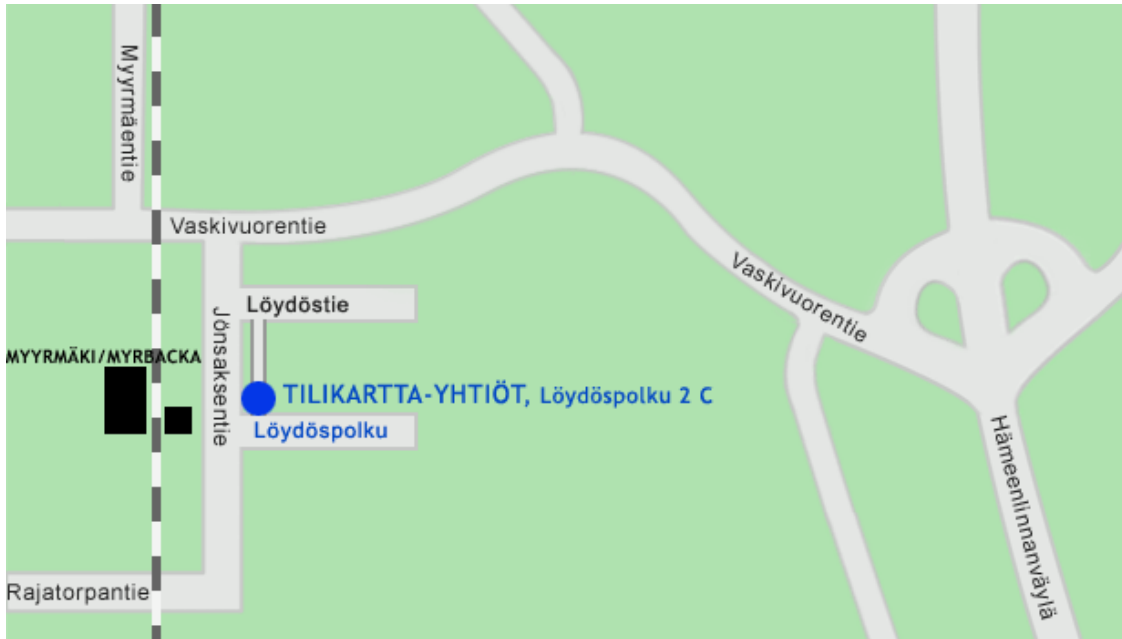 Myyrmäentie
Vaskivuorentie
Vaskivuorentie
Löydöstie
Jönsaksentie
MYYRMÄKI/MYRBACKA
TILIKARTTA-YHTIÖT, Löydöspolku 2 C
Löydöspolku
Hämeenlinnanväylä
Rajatorpantie